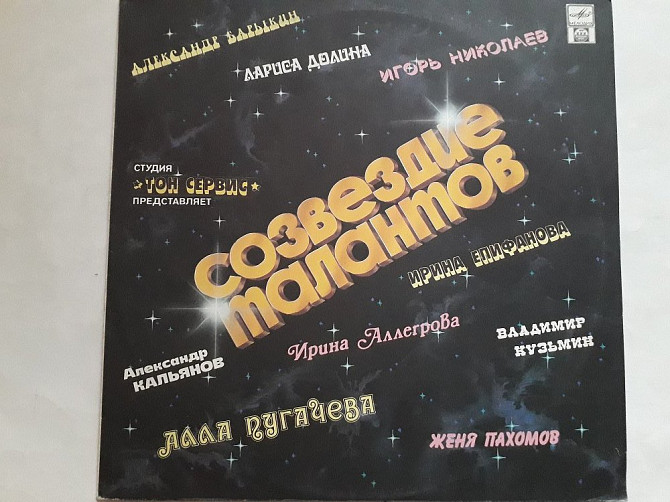 АЛЕКСАНДР БАРЫКИН
ЛАРИСА ДОЛИНА
ИГОРЬ НИКОЛАЕВ
СТУДИЯ
★ТОН СЕРВИС★
ПРЕДСТАВЛЯЕТ
СОЗВЕЗДИЕ
ТАЛАНТОВ
ИРИНА ЕПИФАНОВА
Ирина Аллегрова
ВЛАДИМИР
КУЗЬМИН
Александр
КАЛЬЯНОВ
АЛЛА ПУГАЧЕВА
ЖЕНЯ ПАХОМОВ